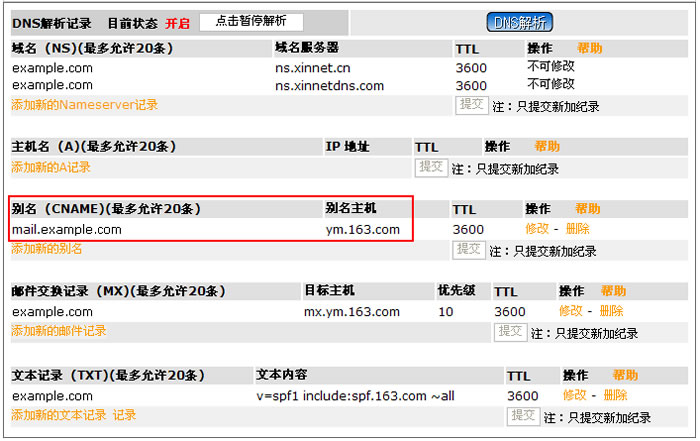 DNS解析记录 目前状态 开启 点击暂停解析 DNS解析
域名 (NS)(最多允许20条) 域名服务器 TTL 操作 帮助
example.com ns.xinnet.cn 3600 不可修改
example.com ns.xinnetdns.com 3600 不可修改
添加新的Nameserver记录 提交 注：只提交新加纪录
主机名 (A)(最多允许20条) IP 地址 TTL 操作 帮助
添加新的A记录 提交 注：只提交新加纪录
别名 (CNAME)(最多允许20条) 别名主机 TTL 操作 帮助
mail.example.com ym.163.com 3600 修改 - 删除
添加新的别名 提交 注：只提交新加纪录
邮件交换记录 (MX)(最多允许20条) 目标主机 优先级 TTL 操作 帮助
example.com mx.ym.163.com 10 3600 修改 - 删除
添加新的邮件记录 提交 注：只提交新加纪录
文本记录 (TXT)(最多允许20条) 文本内容 TTL 操作 帮助
example.com v=spf1 include:spf.163.com ~all 3600 修改 - 删除
添加新的文本记录 记录 提交 注：只提交新加纪录